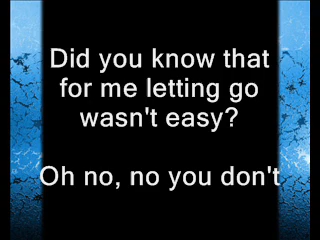 Did you know that
for me letting go
wasn't easy?
Oh no, no you don't